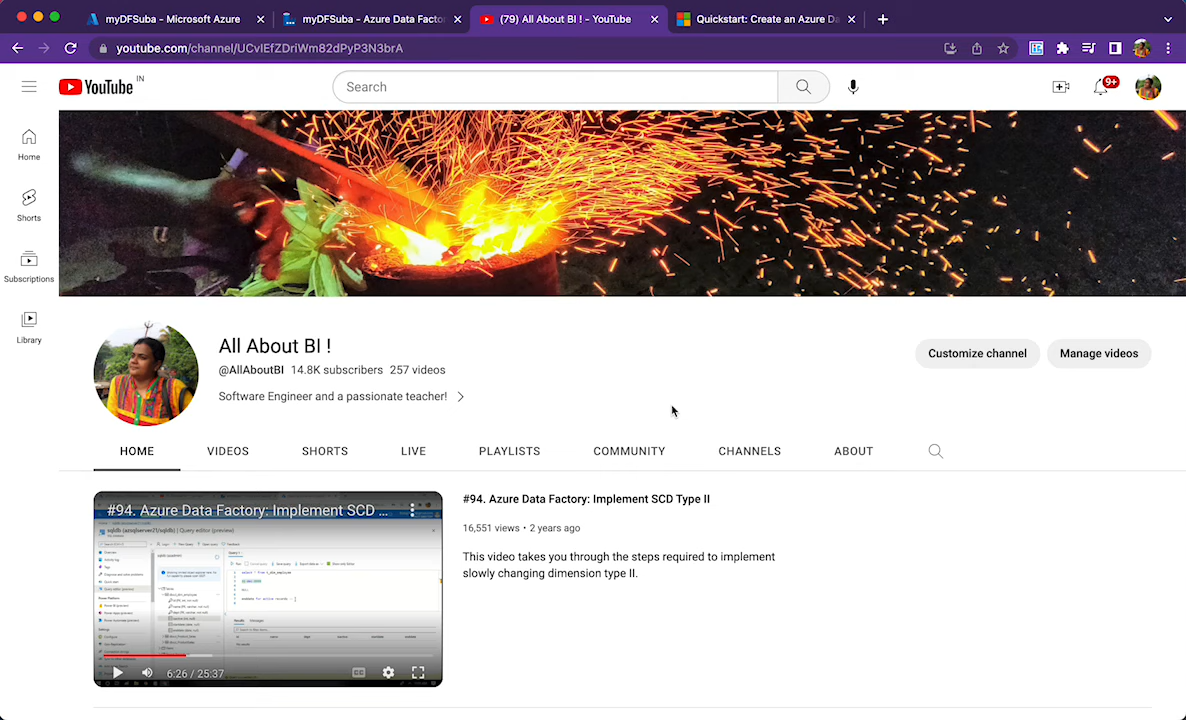 myDFSuba - Microsoft Azure
myDFSuba - Azure Data Facto
(79) All About BI ! - YouTube
Quickstart: Create an Azure Da
youtube.com/channel/UCvIEfZDriWm82dPyP3N3brA
YouTube IN
Search
9+
Home
Shorts
Subscriptions
Library
All About BI !
@AllAboutBI 14.8K subscribers 257 videos
Software Engineer and a passionate teacher!
Customize channel
Manage videos
HOME VIDEOS SHORTS LIVE PLAYLISTS COMMUNITY CHANNELS ABOUT
#94. Azure Data Factory: Implement SCD ...
6:26 / 25:37
#94. Azure Data Factory: Implement SCD Type II
16,551 views • 2 years ago
This video takes you through the steps required to implement
slowly changing dimension type II.